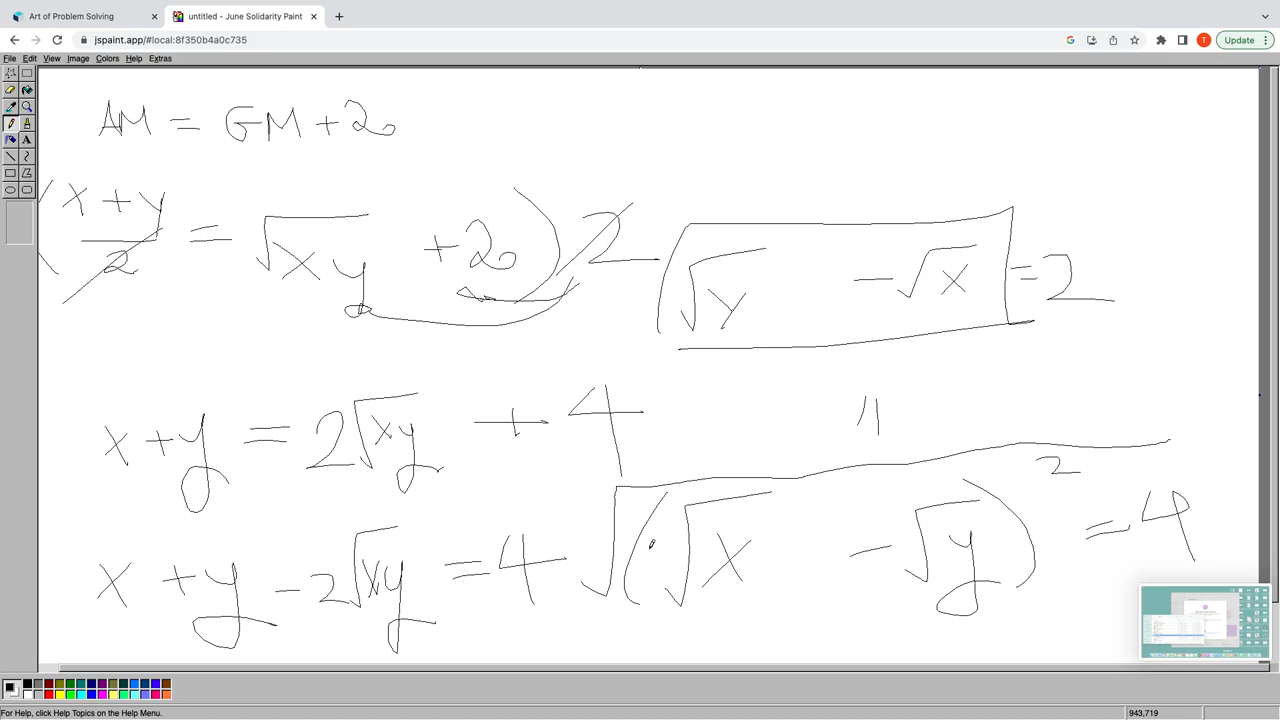 Art of Problem Solving
untitled - June Solidarity Paint
jspaint.app/#local:8f350b4a0c735
T
Update
File Edit View Image Colors Help Extras
AM = GM + 2
(x + y / 2 = √xy + 2) 2
√y - √x = 2
x + y = 2√xy + 4
x + y - 2√xy = 4
√(√x - √y)² = 4
For Help, click Help Topics on the Help Menu.
943,719